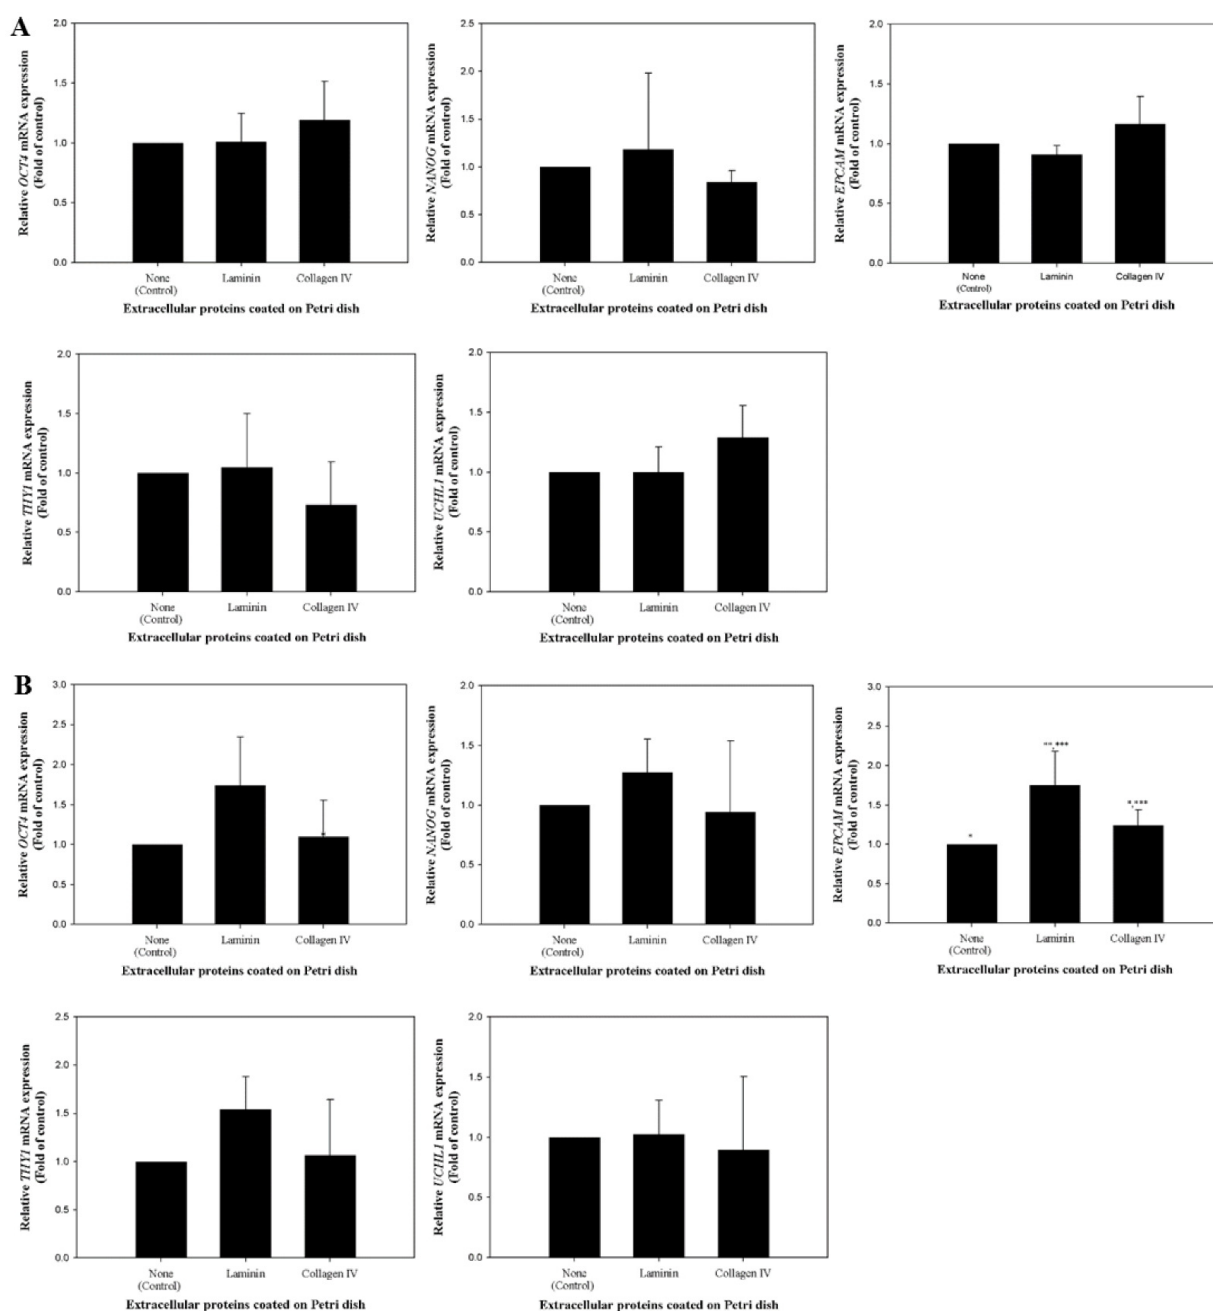 A
Relative OCT4 mRNA expression
(Fold of control)
2.0
1.5
1.0
0.5
0.0
None
(Control)
Laminin
Collagen IV
Extracellular proteins coated on Petri dish
Relative NANOG mRNA expression
(Fold of control)
2.5
2.0
1.5
1.0
0.5
0.0
None
(Control)
Laminin
Collagen IV
Extracellular proteins coated on Petri dish
Relative EPCAM mRNA expression
(Fold of control)
2.0
1.5
1.0
0.5
0.0
None
(Control)
Laminin
Collagen IV
Extracellular proteins coated on Petri dish
Relative THY1 mRNA expression
(Fold of control)
2.0
1.5
1.0
0.5
0.0
None
(Control)
Laminin
Collagen IV
Extracellular proteins coated on Petri dish
Relative UCHL1 mRNA expression
(Fold of control)
2.0
1.5
1.0
0.5
0.0
None
(Control)
Laminin
Collagen IV
Extracellular proteins coated on Petri dish
B
Relative OCT4 mRNA expression
(Fold of control)
3.0
2.5
2.0
1.5
1.0
0.5
0.0
None
(Control)
Laminin
Collagen IV
Extracellular proteins coated on Petri dish
Relative NANOG mRNA expression
(Fold of control)
2.0
1.5
1.0
0.5
0.0
None
(Control)
Laminin
Collagen IV
Extracellular proteins coated on Petri dish
Relative EPCAM mRNA expression
(Fold of control)
3.0
2.5
2.0
1.5
1.0
0.5
0.0
*
**,***
*,***
None
(Control)
Laminin
Collagen IV
Extracellular proteins coated on Petri dish
Relative THY1 mRNA expression
(Fold of control)
2.5
2.0
1.5
1.0
0.5
0.0
None
(Control)
Laminin
Collagen IV
Extracellular proteins coated on Petri dish
Relative UCHL1 mRNA expression
(Fold of control)
2.0
1.5
1.0
0.5
0.0
None
(Control)
Laminin
Collagen IV
Extracellular proteins coated on Petri dish